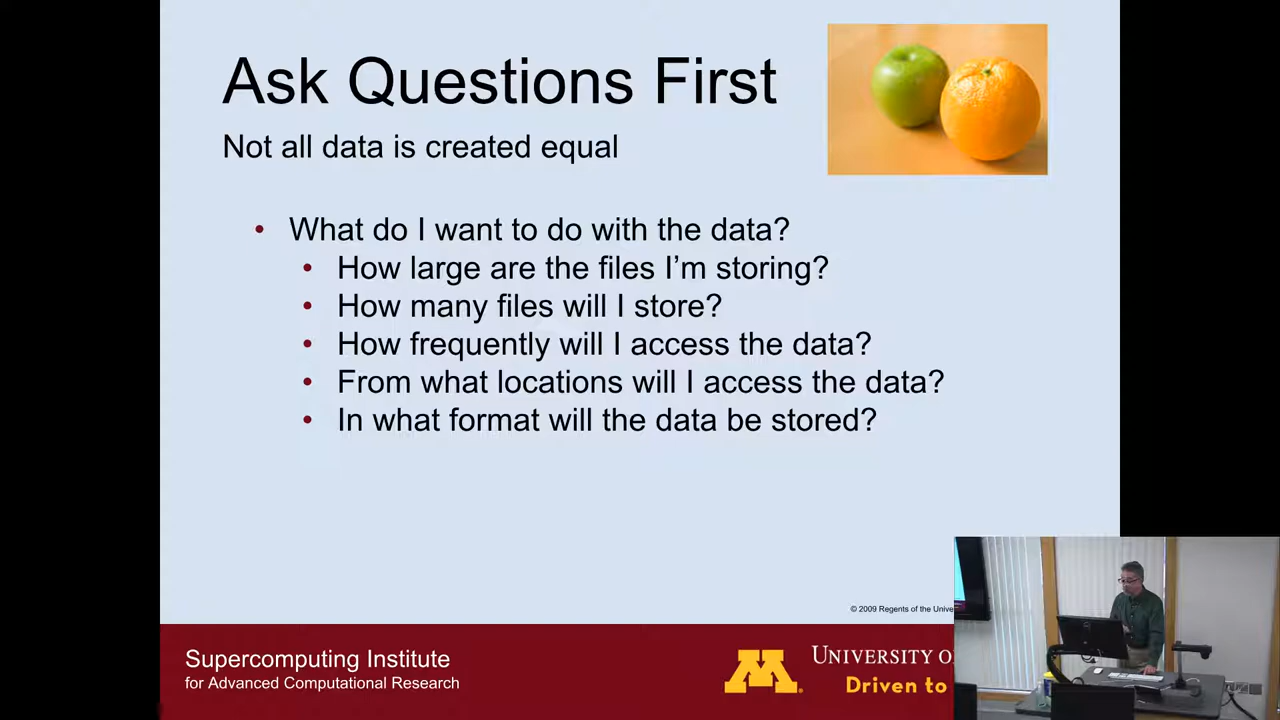 Ask Questions First
Not all data is created equal
• What do I want to do with the data?
• How large are the files I'm storing?
• How many files will I store?
• How frequently will I access the data?
• From what locations will I access the data?
• In what format will the data be stored?
© 2009 Regents of the
Supercomputing Institute
for Advanced Computational Research
M
UNIVERSITY OF
Driven to